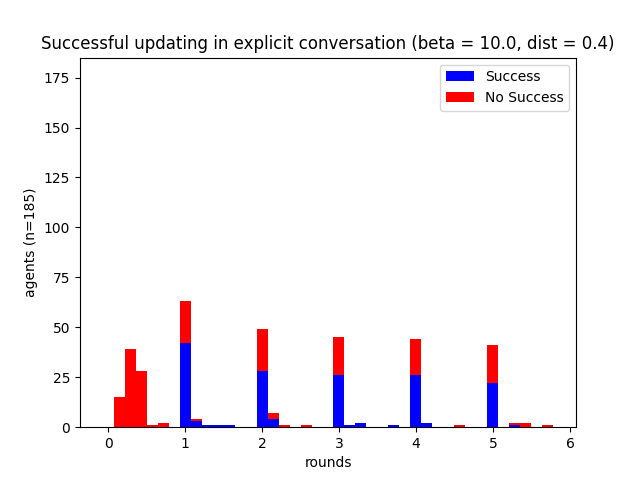 Successful updating in explicit conversation (beta = 10.0, dist = 0.4)
Success
No Success
175
150
125
100
75
50
25
0
agents (n=185)
0 1 2 3 4 5 6
rounds